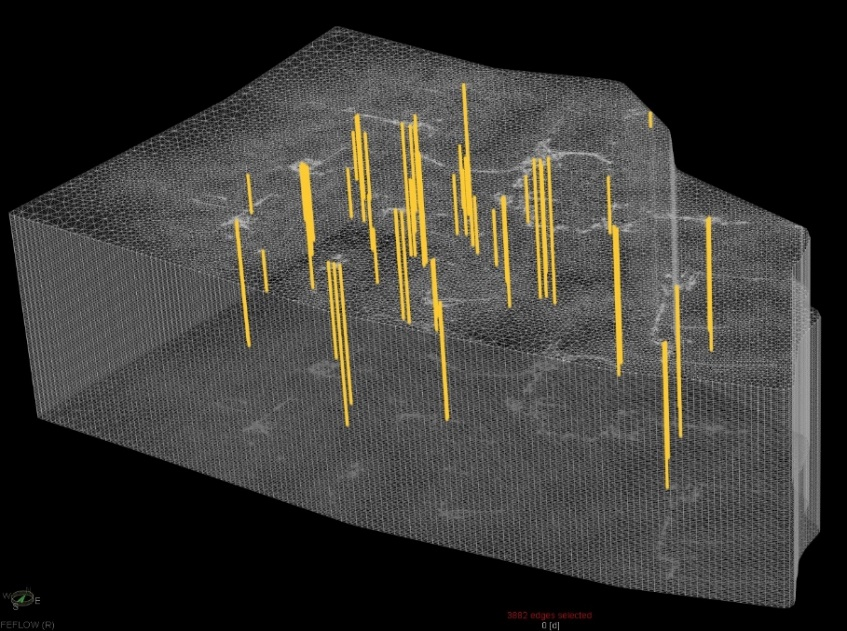 W
E
S
3882 edges selected
FEFLOW (R)
0 [d]